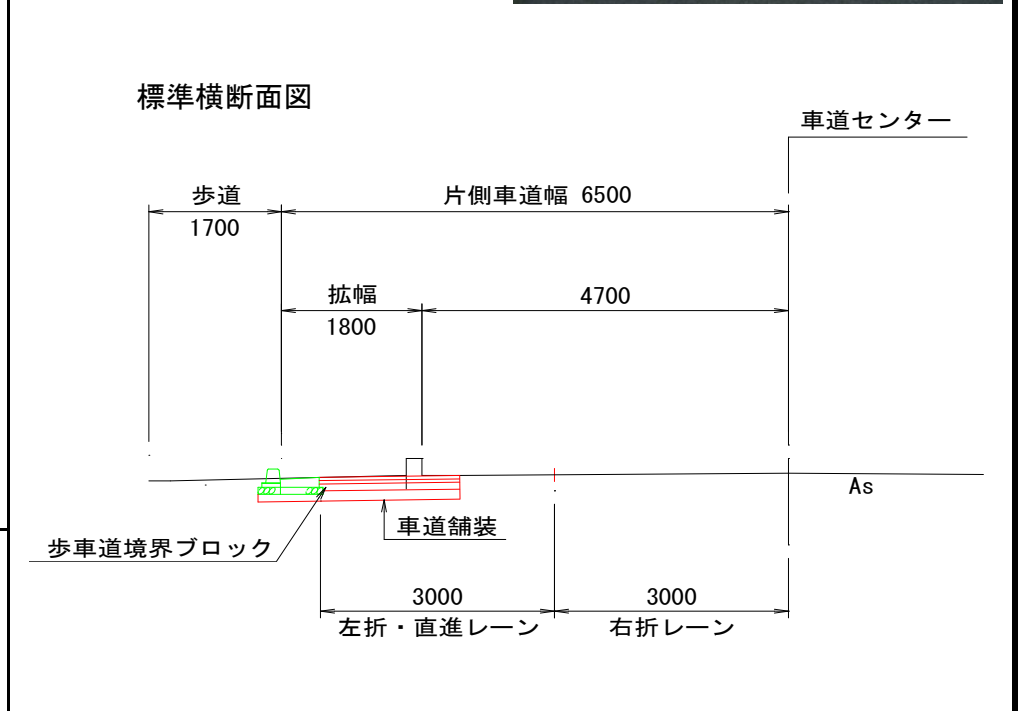 標準横断面図
車道センター
歩道
片側車道幅 6500
1700
拡幅
4700
1800
As
車道舗装
歩車道境界ブロック
3000
3000
左折・直進レーン
右折レーン